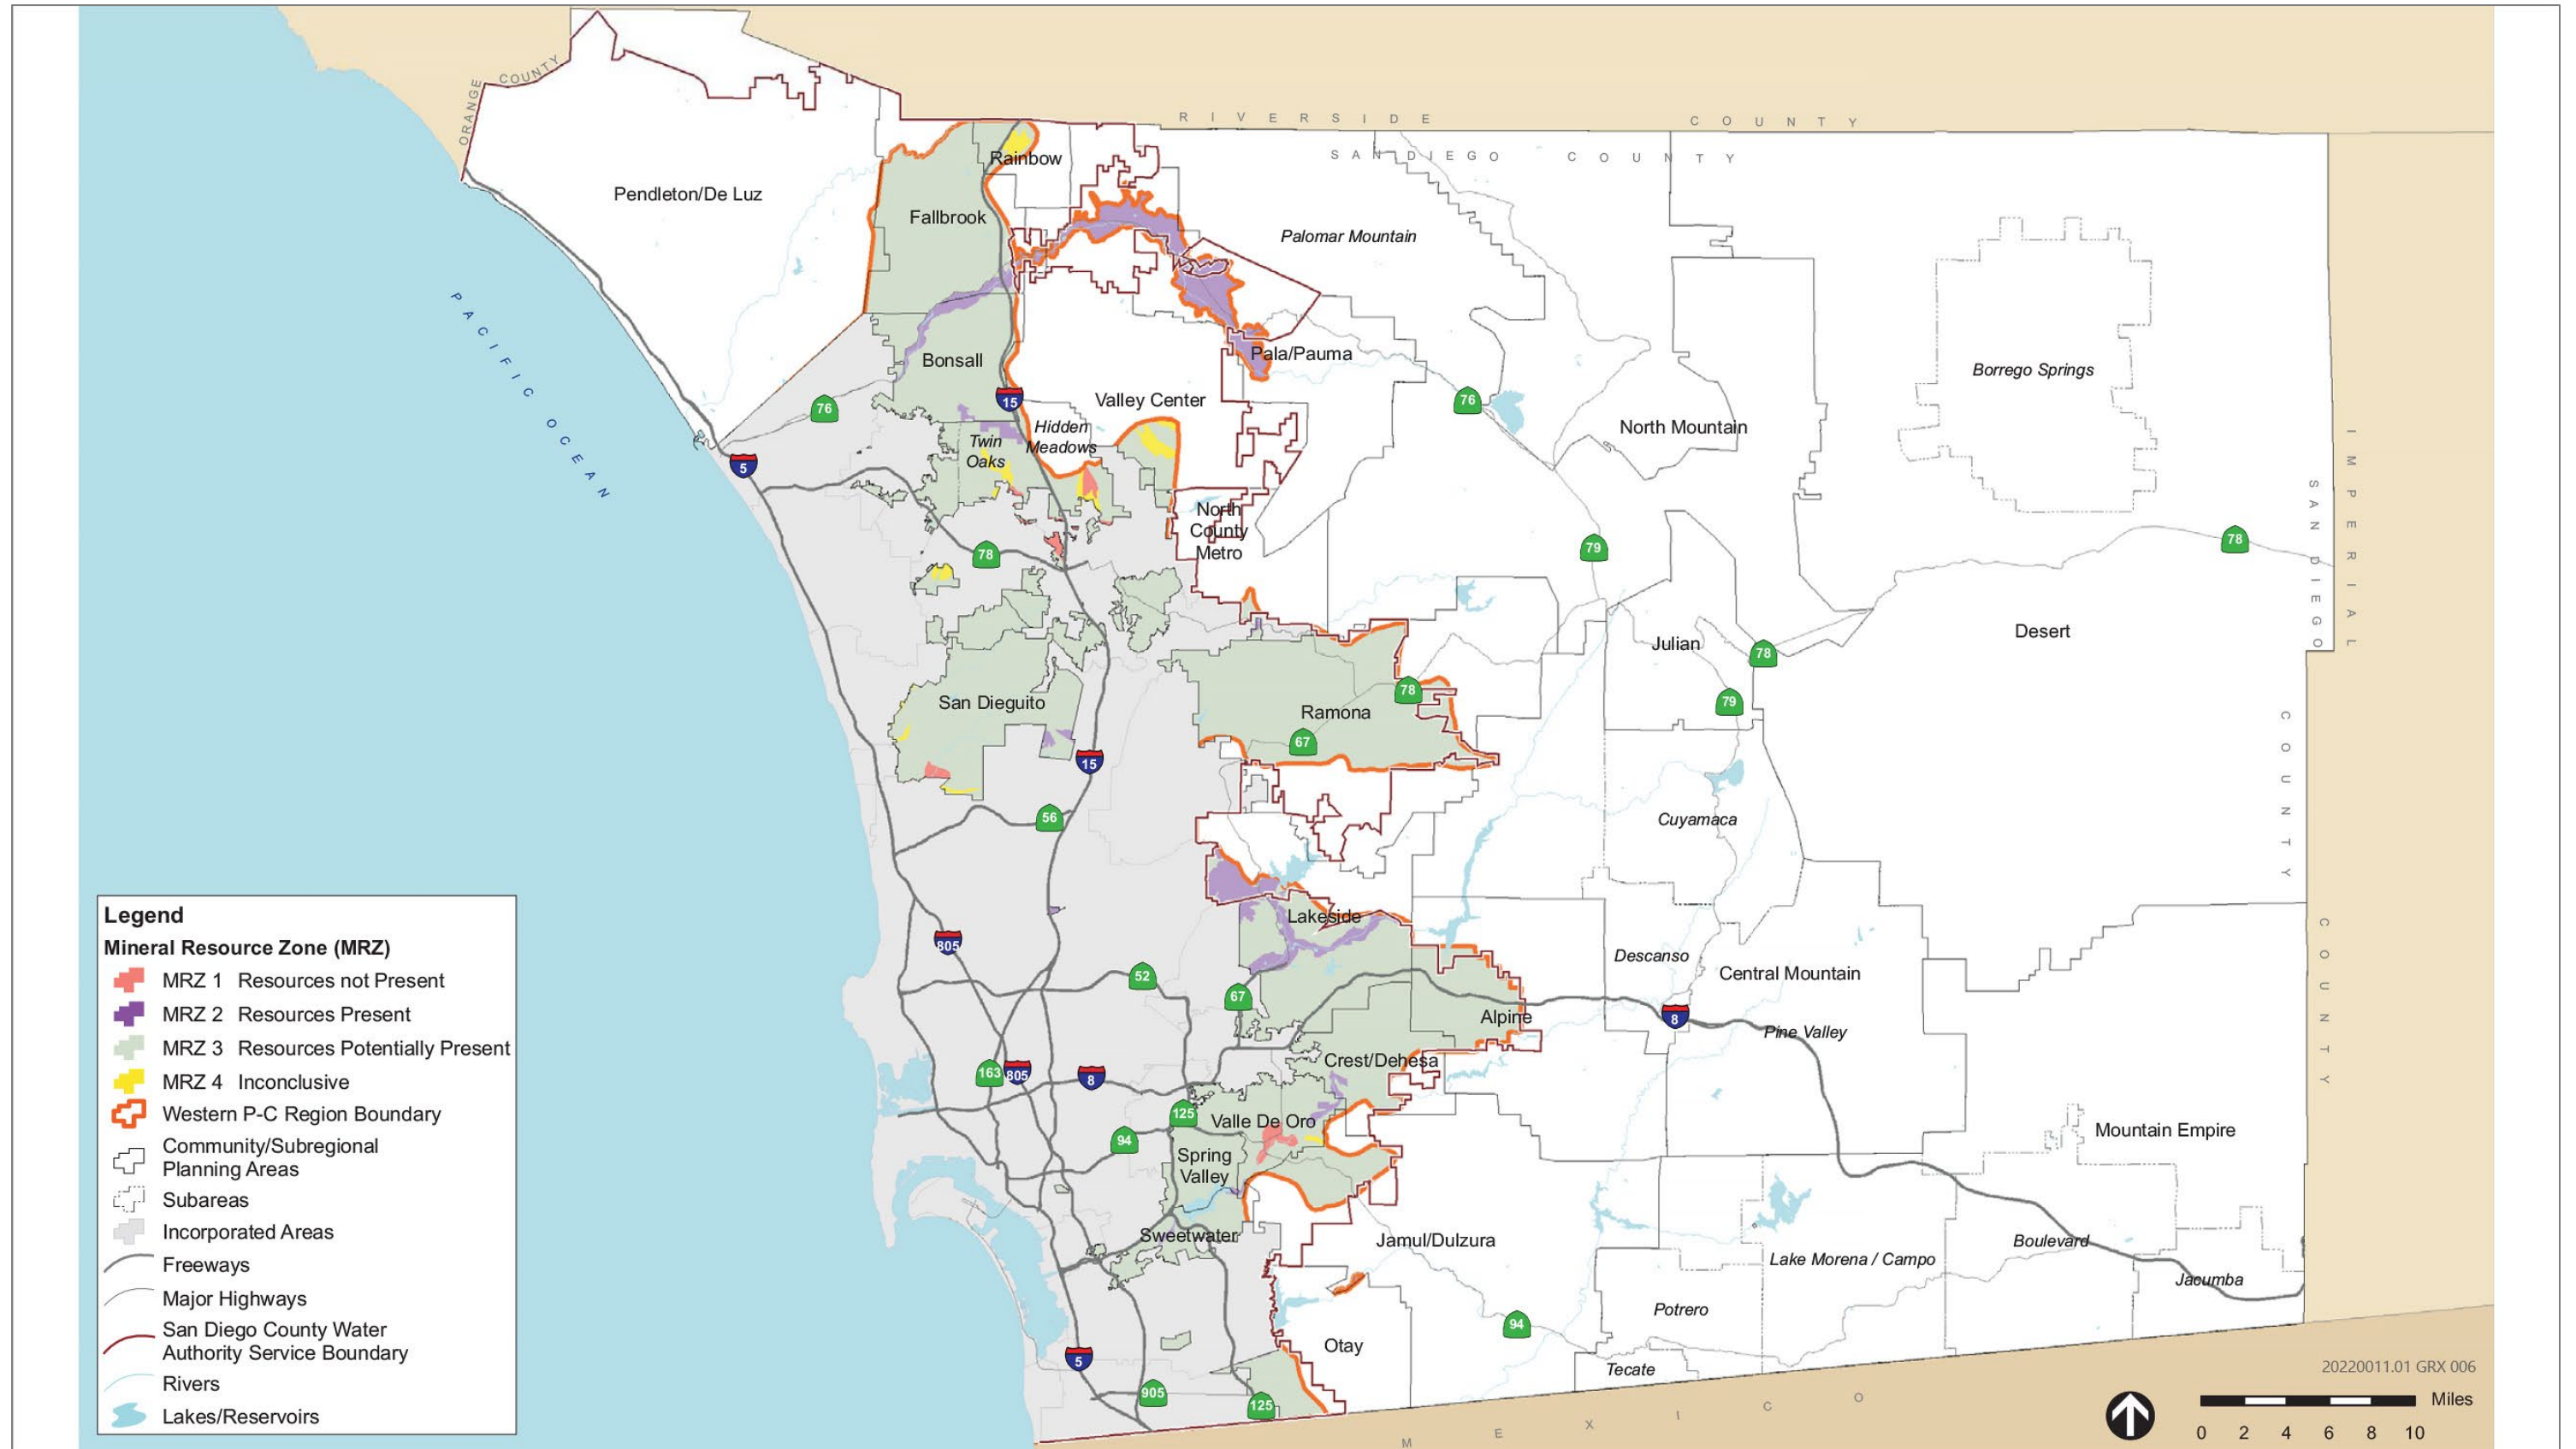 ORANGE COUNTY
RIVERSIDE COUNTY
SAN DIEGO COUNTY
Rainbow
Pendleton/De Luz
Fallbrook
Palomar Mountain
PACIFIC OCEAN
Bonsall
Pala/Pauma
Borrego Springs
76
15
Valley Center
76
North Mountain
Hidden
Meadows
Twin
Oaks
5
IMPERIAL COUNTY
SAN DIEGO COUNTY
North
County
Metro
78
79
78
Desert
Julian
78
San Dieguito
78
79
Ramona
67
15
56
Cuyamaca
Lakeside
805
Descanso
Central Mountain
52
67
Alpine
8
Pine Valley
Crest/Dehesa
163
805
8
125
Valle De Oro
Mountain Empire
94
Spring
Valley
Sweetwater
Jamul/Dulzura
Boulevard
Lake Morena / Campo
Jacumba
Potrero
94
Otay
5
Tecate
905
125
MEXICO
Legend
Mineral Resource Zone (MRZ)
MRZ 1 Resources not Present
MRZ 2 Resources Present
MRZ 3 Resources Potentially Present
MRZ 4 Inconclusive
Western P-C Region Boundary
Community/Subregional
Planning Areas
Subareas
Incorporated Areas
Freeways
Major Highways
San Diego County Water
Authority Service Boundary
Rivers
Lakes/Reservoirs
20220011.01 GRX 006
Miles
0 2 4 6 8 10